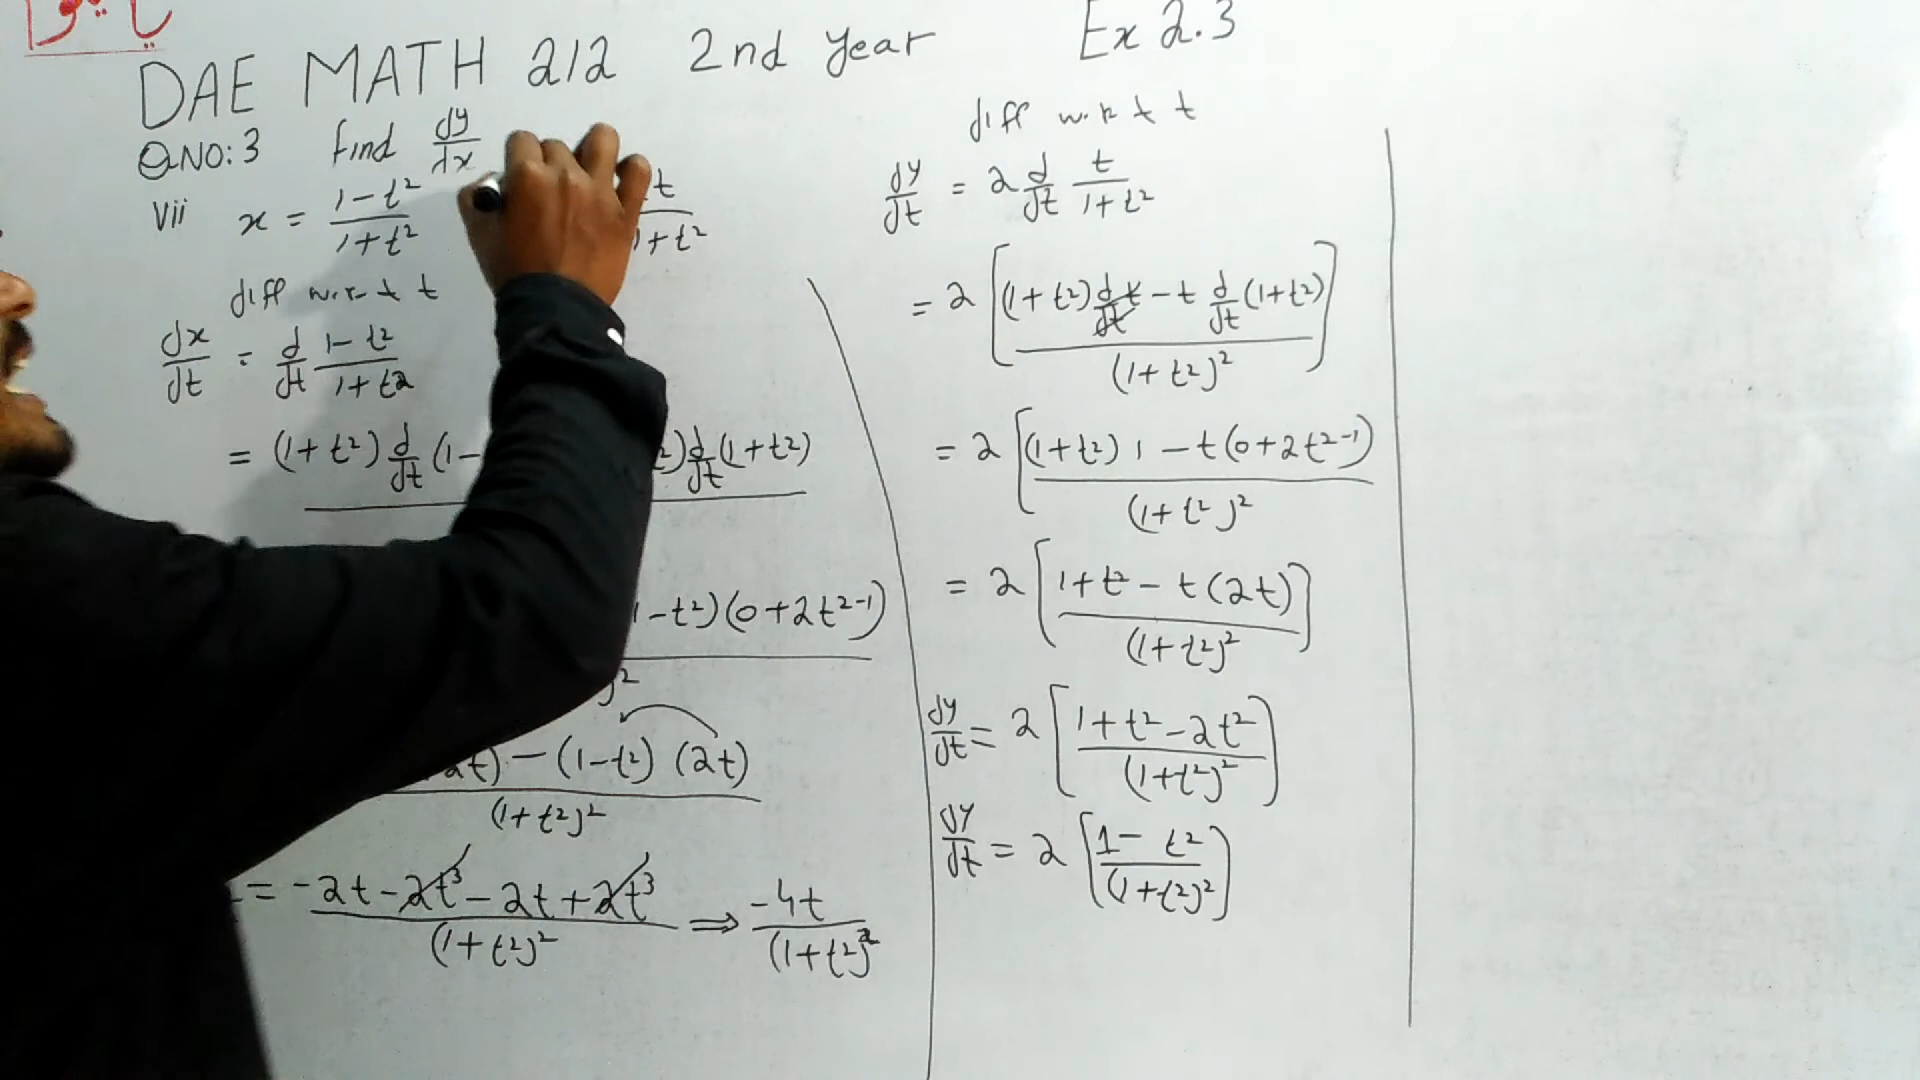 DAE MATH 212 2nd Year Ex 2.3
Q NO:3 find dy/dx
vii x = 1-t²/1+t² t/1+t²
diff w.r.t t
dx/dt = d/dt 1-t²/1+t2
= (1+t²) d/dt (1- ²) d/dt (1+t²)
1-t²)(0+2t²⁻¹)
)²
2t) - (1-t²) (2t)
(1+t²)²
= -2t-2t³-2t+2t³/(1+t²)² ⇒ -4t/(1+t²)²
diff w.r.t t
dy/dt = 2 d/dt t/1+t²
= 2 [(1+t²) d/dt t - t d/dt (1+t²)/(1+t²)²]
= 2 [(1+t²) 1 - t(0+2t²⁻¹)/(1+t²)²
= 2 [1+t² - t(2t)/(1+t²)²]
dy/dt = 2 [1+t²-2t²/(1+t²)²]
dy/dt = 2 [1- t²/(1+t²)²]